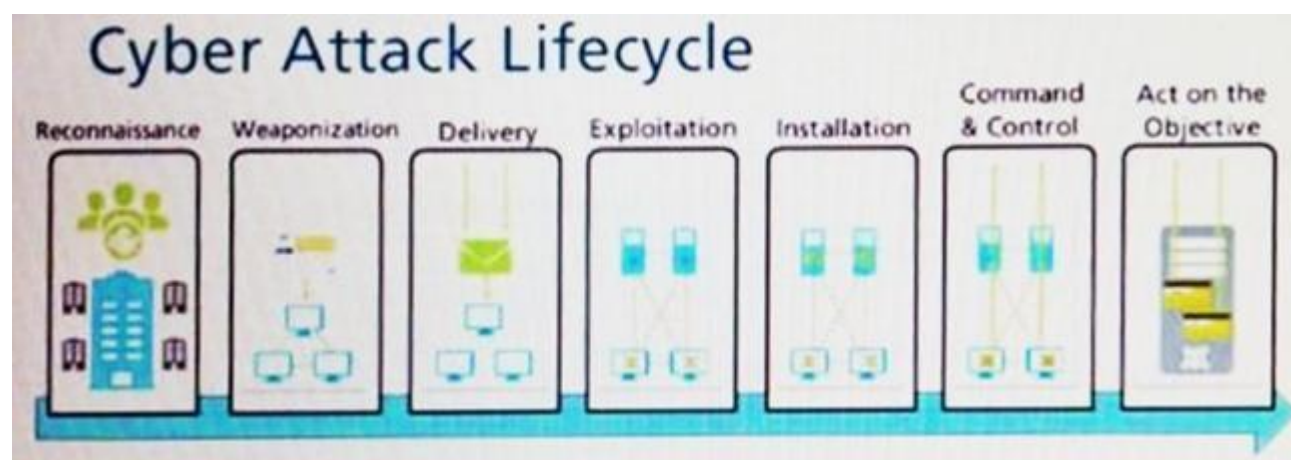 Cyber Attack Lifecycle
Reconnaissance
Weaponization
Delivery
Exploitation
Installation
Command
& Control
Act on the
Objective